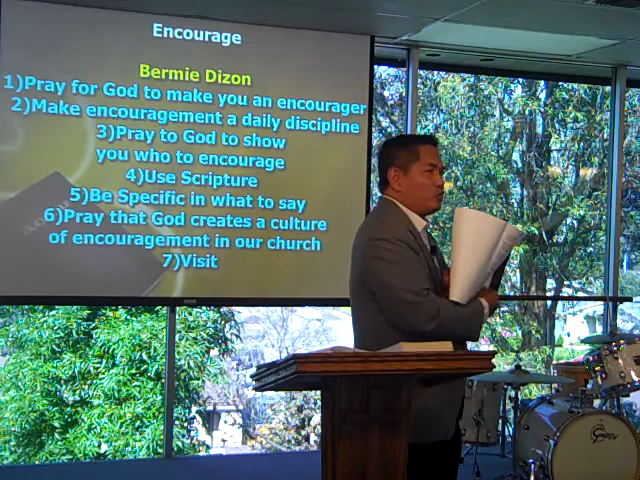 Encourage
Bermie Dizon
1)Pray for God to make you an encourager
2)Make encouragement a daily discipline
3)Pray to God to show
you who to encourage
4)Use Scripture
5)Be Specific in what to say
6)Pray that God creates a culture
of encouragement in our church
7)Visit